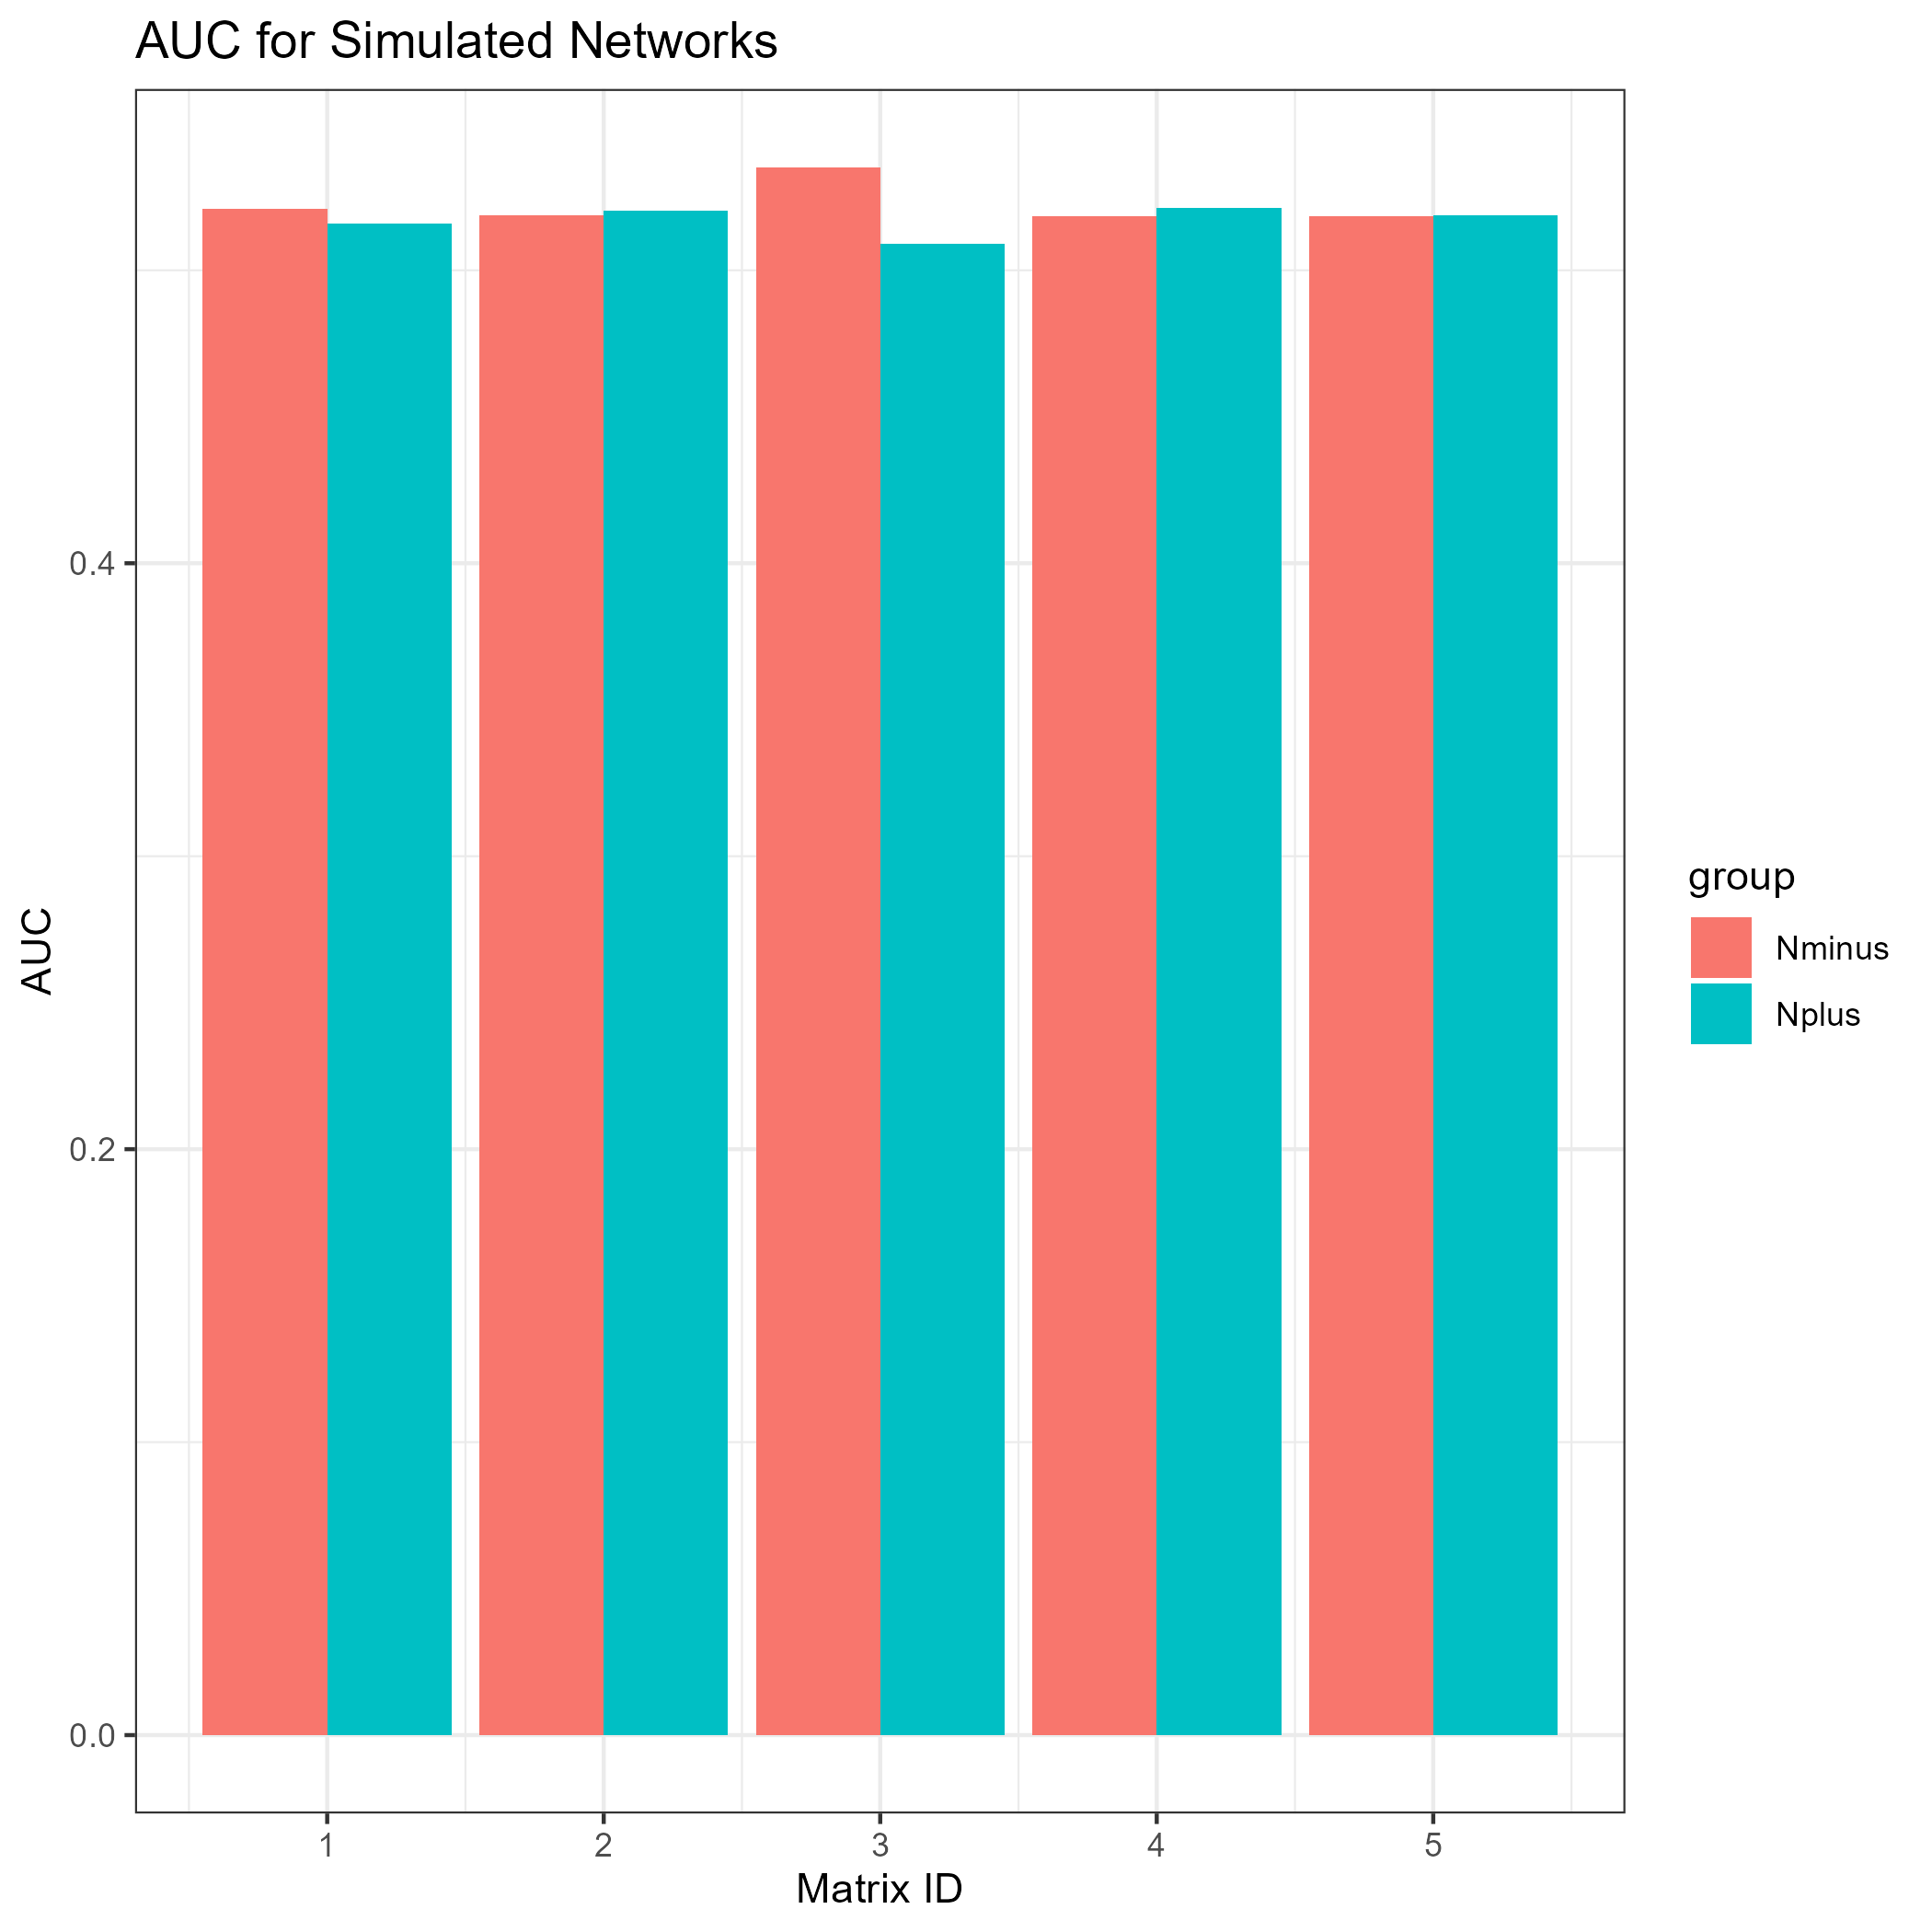 AUC for Simulated Networks
AUC
0.4
0.2
0.0
1 2 3 4 5
Matrix ID
group
Nminus
Nplus